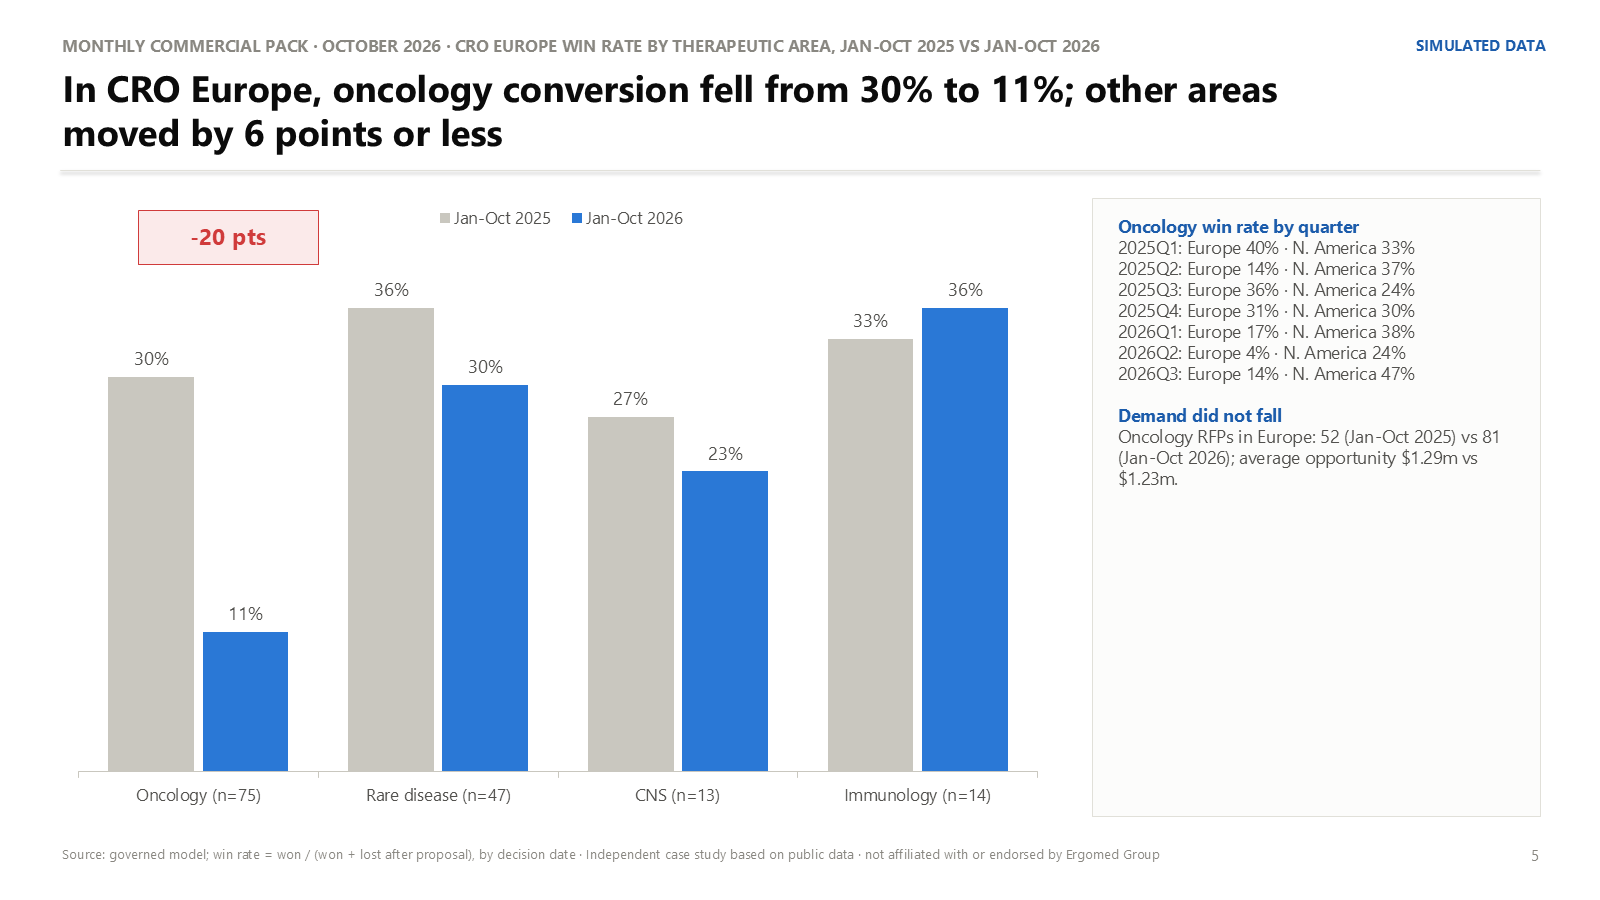 MONTHLY COMMERCIAL PACK · OCTOBER 2026 · CRO EUROPE WIN RATE BY THERAPEUTIC AREA, JAN-OCT 2025 VS JAN-OCT 2026
SIMULATED DATA
In CRO Europe, oncology conversion fell from 30% to 11%; other areas
moved by 6 points or less
-20 pts
Jan-Oct 2025
Jan-Oct 2026
30%
11%
36%
30%
27%
23%
33%
36%
Oncology (n=75)
Rare disease (n=47)
CNS (n=13)
Immunology (n=14)
Oncology win rate by quarter
2025Q1: Europe 40% · N. America 33%
2025Q2: Europe 14% · N. America 37%
2025Q3: Europe 36% · N. America 24%
2025Q4: Europe 31% · N. America 30%
2026Q1: Europe 17% · N. America 38%
2026Q2: Europe 4% · N. America 24%
2026Q3: Europe 14% · N. America 47%
Demand did not fall
Oncology RFPs in Europe: 52 (Jan-Oct 2025) vs 81
(Jan-Oct 2026); average opportunity $1.29m vs
$1.23m.
Source: governed model; win rate = won / (won + lost after proposal), by decision date · Independent case study based on public data · not affiliated with or endorsed by Ergomed Group
5